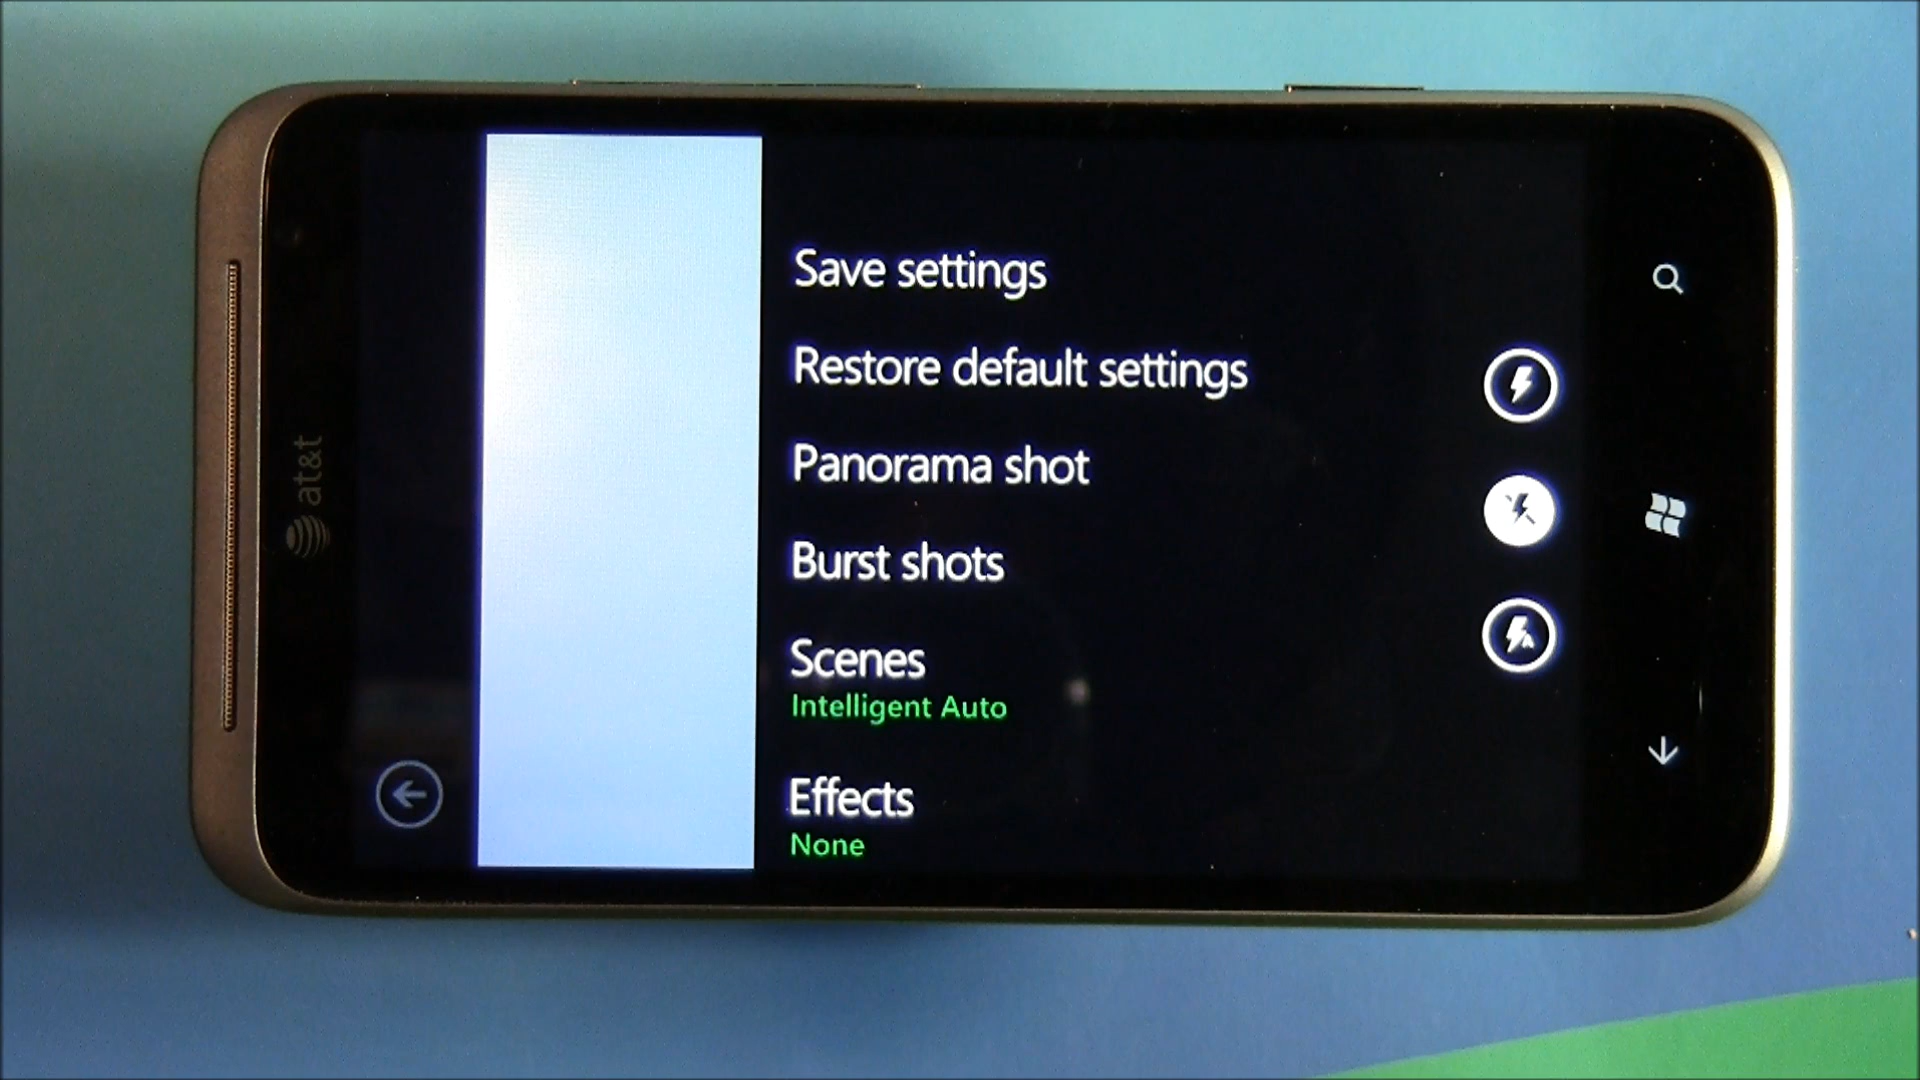 at&t
Save settings
Restore default settings
Panorama shot
Burst shots
Scenes
Intelligent Auto
Effects
None